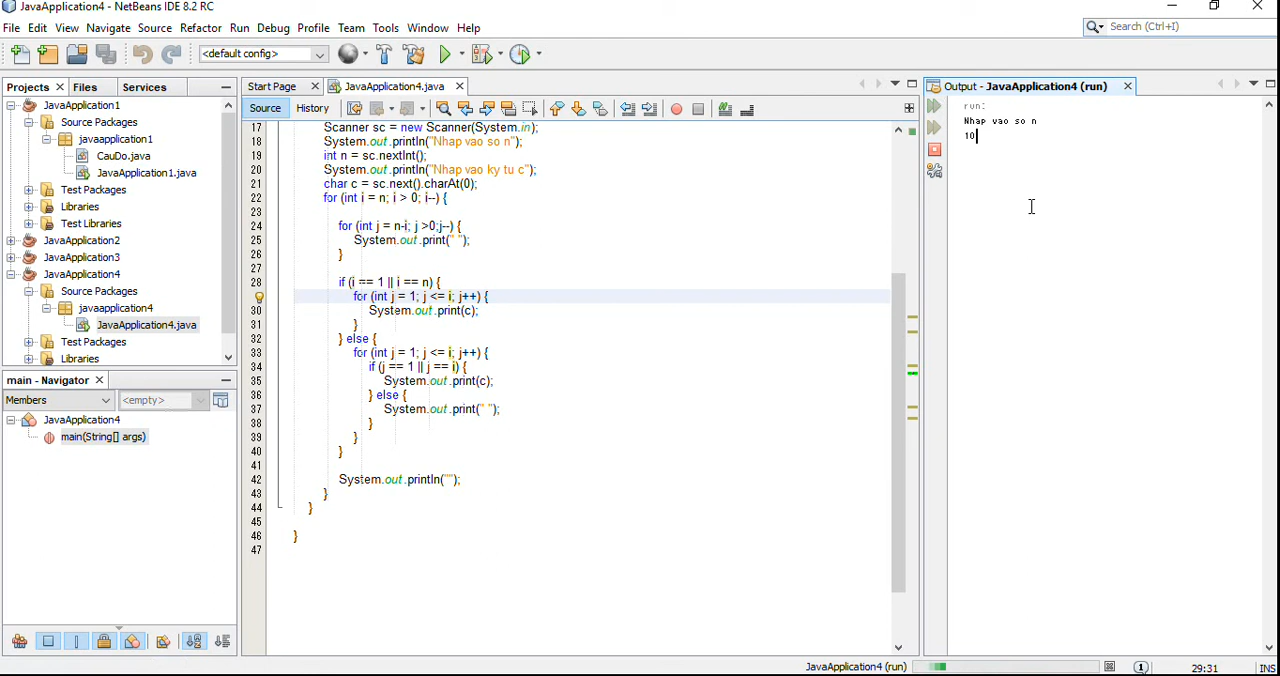 JavaApplication4 - NetBeans IDE 8.2 RC
File Edit View Navigate Source Refactor Run Debug Profile Team Tools Window Help
Search (Ctrl+I)
<default config>
Projects Files Services
Start Page JavaApplication4.java
Output - JavaApplication4 (run)
Source History
JavaApplication1
Source Packages
javaapplication1
CauDo.java
JavaApplication1.java
Test Packages
Libraries
Test Libraries
JavaApplication2
JavaApplication3
JavaApplication4
Source Packages
javaapplication4
JavaApplication4.java
Test Packages
Libraries
main - Navigator
Members <empty>
JavaApplication4
main(String[] args)
17 Scanner sc = new Scanner(System.in);
18 System.out.println("Nhap vao so n");
19 int n = sc.nextInt();
20 System.out.println("Nhap vao ky tu c");
21 char c = sc.next().charAt(0);
22 for (int i = n; i > 0; i--) {
23
24 for (int j = n-i; j >0;j--) {
25 System.out.print(" ");
26 }
27
28 if (i == 1 || i == n) {
for (int j = 1; j <= i; j++) {
30 System.out.print(c);
31 }
32 } else {
33 for (int j = 1; j <= i; j++) {
34 if (j == 1 || j == i) {
35 System.out.print(c);
36 } else {
37 System.out.print(" ");
38 }
39 }
40 }
41
42 System.out.println("");
43 }
44 }
45
46 }
47
run:
Nhap vao so n
10
JavaApplication4 (run) 1 29:31 INS